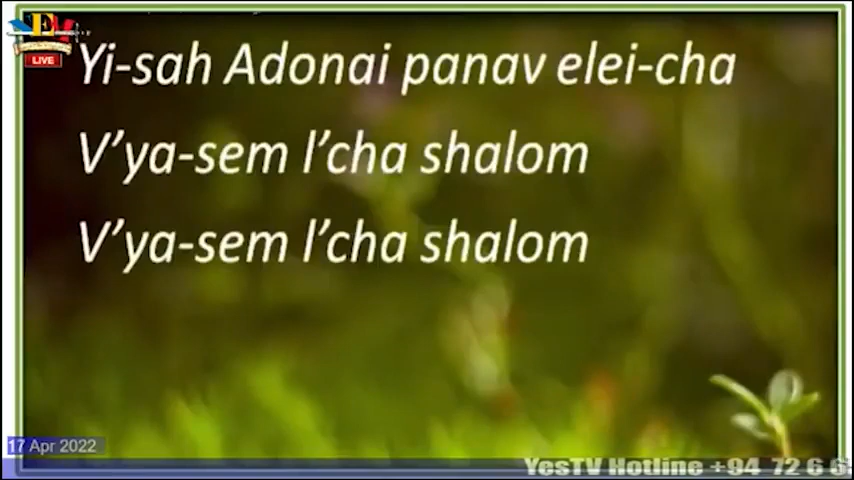 LIVE
Yi-sah Adonai panav elei-cha
V'ya-sem l'cha shalom
V'ya-sem l'cha shalom
17 Apr 2022
YesTV Hotline +94 72 6 6